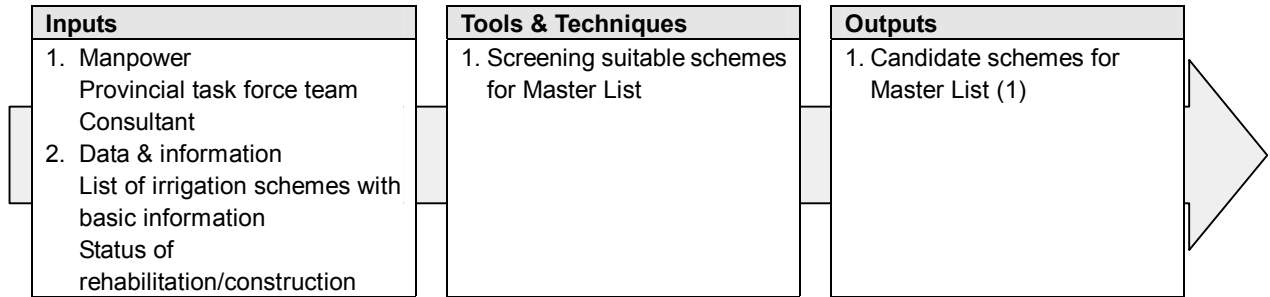 Inputs
1. Manpower
Provincial task force team
Consultant
2. Data & information
List of irrigation schemes with
basic information
Status of
rehabilitation/construction
Tools & Techniques
1. Screening suitable schemes
for Master List
Outputs
1. Candidate schemes for
Master List (1)